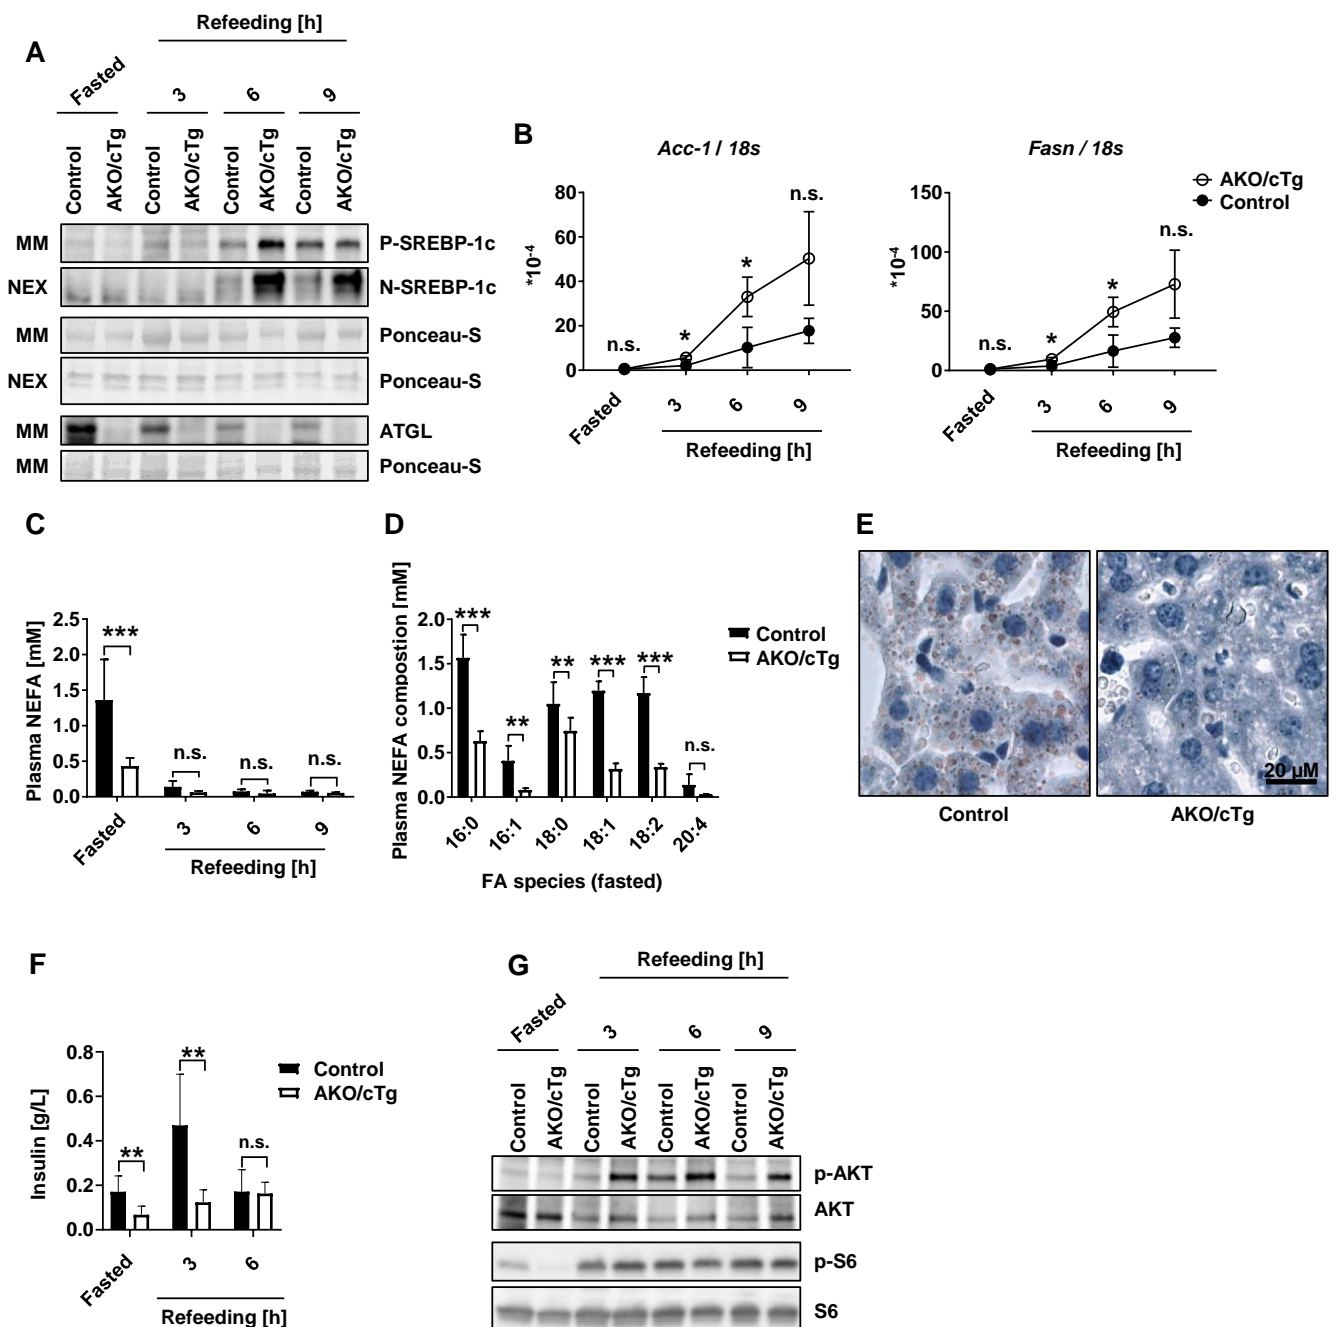 A
Refeeding [h]
Fasted
3
6
9
Control
AKO/cTg
Control
AKO/cTg
Control
AKO/cTg
Control
AKO/cTg
MM
P-SREBP-1c
NEX
N-SREBP-1c
MM
Ponceau-S
NEX
Ponceau-S
MM
ATGL
MM
Ponceau-S
B
Acc-1 / 18s
80
60
40
20
0
*10-4
n.s.
*
*
n.s.
Fasted
3
6
9
Refeeding [h]
Fasn / 18s
150
100
50
0
*10-4
n.s.
*
*
n.s.
Fasted
3
6
9
Refeeding [h]
AKO/cTg
Control
C
Plasma NEFA [mM]
2.5
2.0
1.5
1.0
0.5
0.0
***
n.s.
n.s.
n.s.
Fasted
3
6
9
Refeeding [h]
D
Plasma NEFA compostion [mM]
2.0
1.5
1.0
0.5
0.0
***
**
**
***
***
n.s.
16:0
16:1
18:0
18:1
18:2
20:4
FA species (fasted)
Control
AKO/cTg
E
20 µM
Control
AKO/cTg
F
Insulin [g/L]
0.8
0.6
0.4
0.2
0.0
**
**
n.s.
Fasted
3
6
Refeeding [h]
Control
AKO/cTg
G
Refeeding [h]
Fasted
3
6
9
Control
AKO/cTg
Control
AKO/cTg
Control
AKO/cTg
Control
AKO/cTg
p-AKT
AKT
p-S6
S6